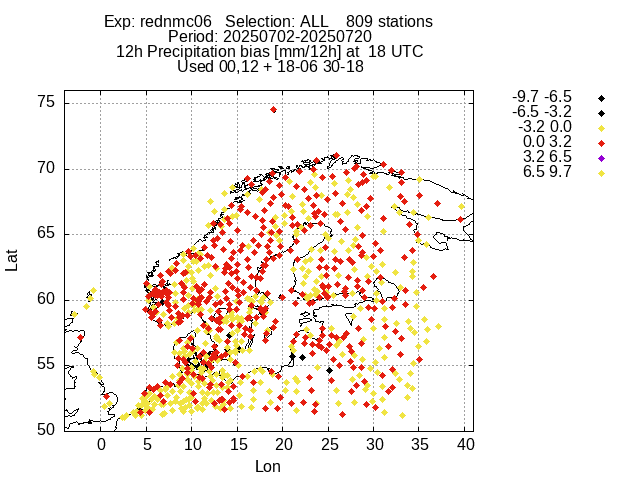 Exp: rednmc06   Selection: ALL    809 stations
Period: 20250702-20250720
12h Precipitation bias [mm/12h] at  18 UTC
Used 00,12 + 18-06 30-18
-9.7 -6.5
-6.5 -3.2
-3.2 0.0
0.0 3.2
3.2 6.5
6.5 9.7
75
70
65
60
55
50
Lat
0 5 10 15 20 25 30 35 40
Lon